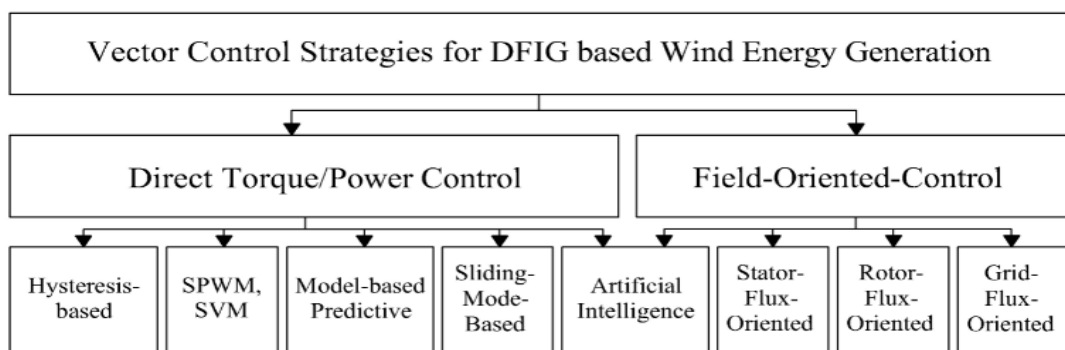 Vector Control Strategies for DFIG based Wind Energy Generation
Direct Torque/Power Control
Field-Oriented-Control
Hysteresis-
based
SPWM,
SVM
Model-based
Predictive
Sliding-
Mode-
Based
Artificial
Intelligence
Stator-
Flux-
Oriented
Rotor-
Flux-
Oriented
Grid-
Flux-
Oriented